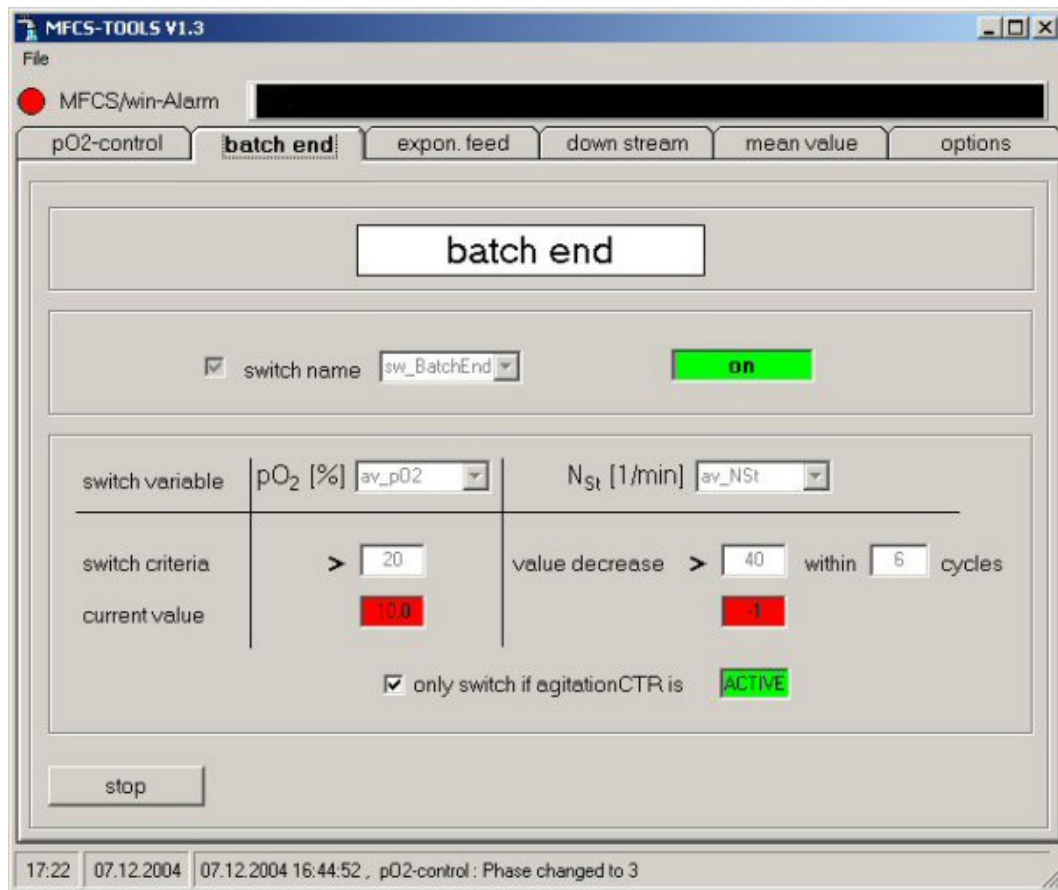 MFCS-TOOLS V1.3
File
MFCS/win-Alarm
pO2-control batch end expon. feed down stream mean value options
batch end
switch name sw_BatchEnd on
switch variable pO₂ [%] av_pO2 N_St [1/min] av_NSt
switch criteria > 20 value decrease > 40 within 6 cycles
current value 10.0 -1
only switch if agitationCTR is ACTIVE
stop
17:22 07.12.2004 07.12.2004 16:44:52 , pO2-control : Phase changed to 3